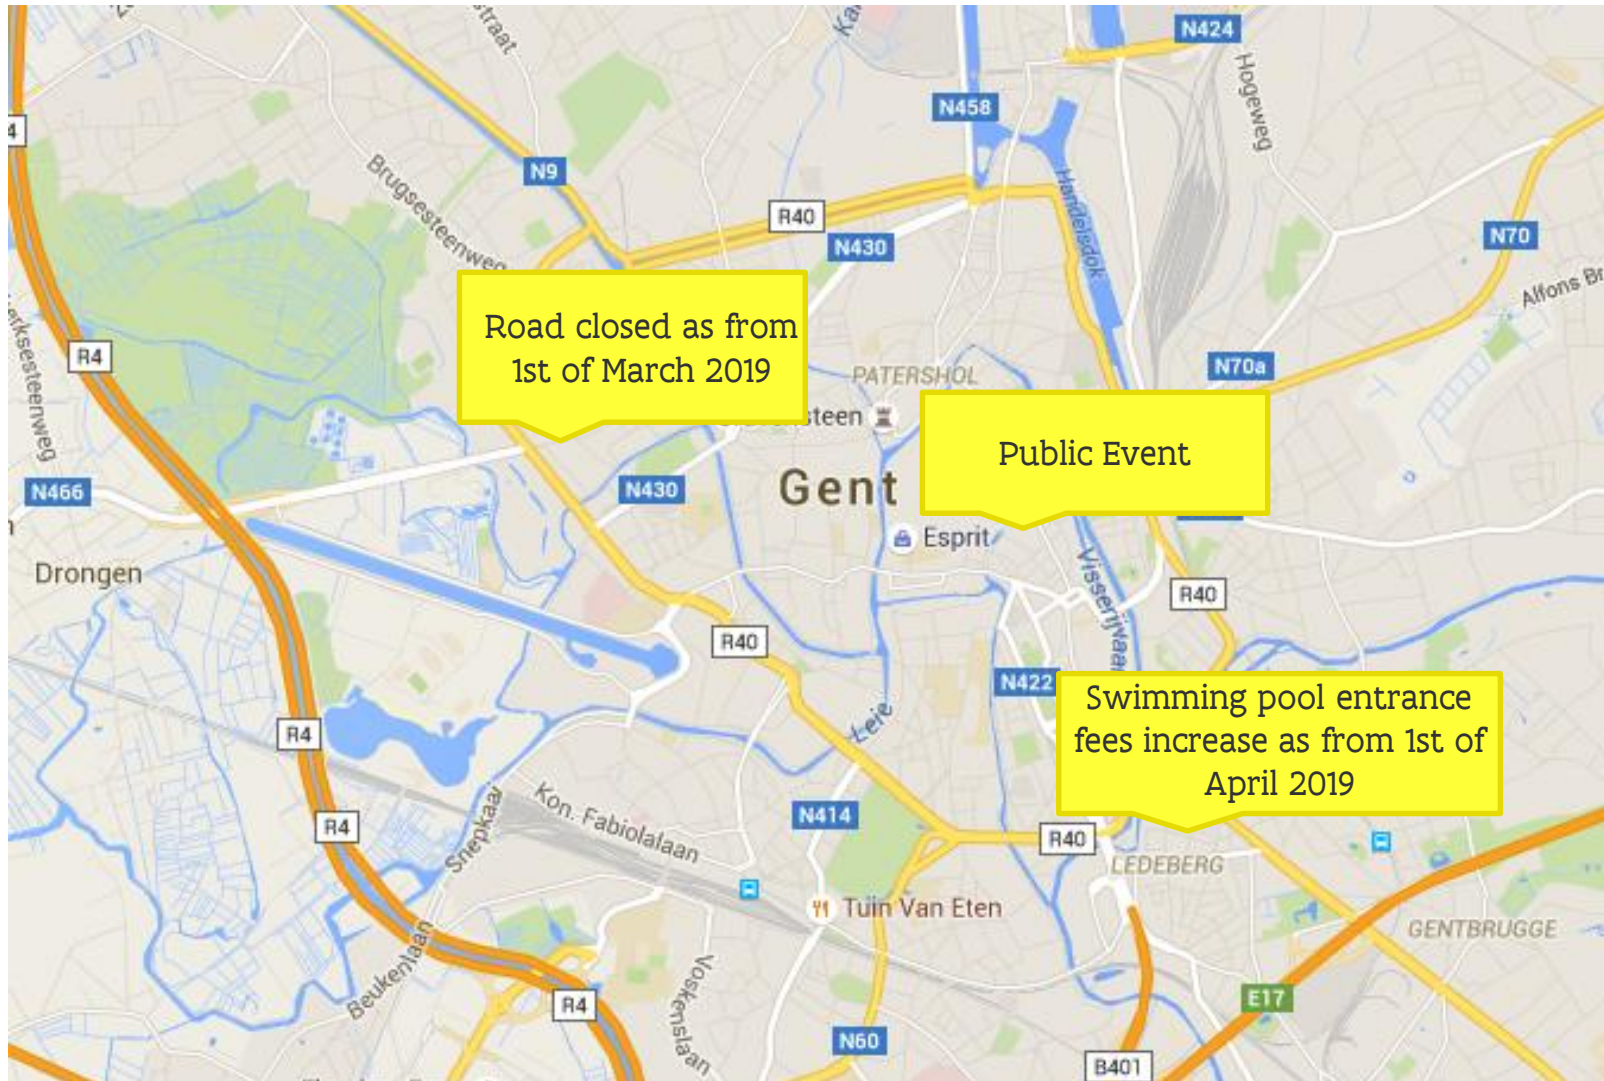 N424
Hogeweg
N458
N9
Brugsesteenweg
Handelsdok
R40
N430
N70
R4
N70a
Road closed as from
1st of March 2019
PATERSHOL
steen
Public Event
Gent
N466
N430
Esprit
Drongen
Visserijvaar
R40
R40
N422
Swimming pool entrance
fees increase as from 1st of
April 2019
Leie
R4
Kon. Fabiolalaan
Snepkaai
N414
R4
R40
LEDEBERG
Tuin Van Eten
GENTBRUGGE
Beukenlaan
Voskenslaan
R4
E17
N60
B401